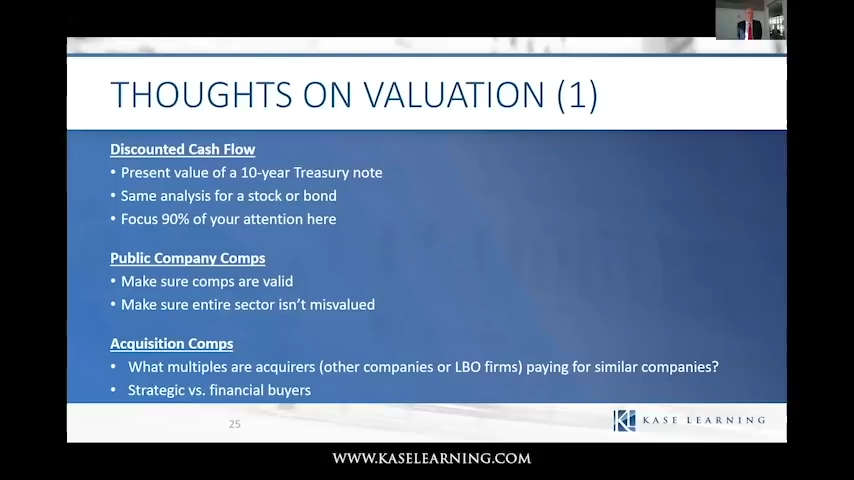 THOUGHTS ON VALUATION (1)
Discounted Cash Flow
• Present value of a 10-year Treasury note
• Same analysis for a stock or bond
• Focus 90% of your attention here
Public Company Comps
• Make sure comps are valid
• Make sure entire sector isn't misvalued
Acquisition Comps
• What multiples are acquirers (other companies or LBO firms) paying for similar companies?
• Strategic vs. financial buyers
25
KASE LEARNING
WWW.KASELEARNING.COM